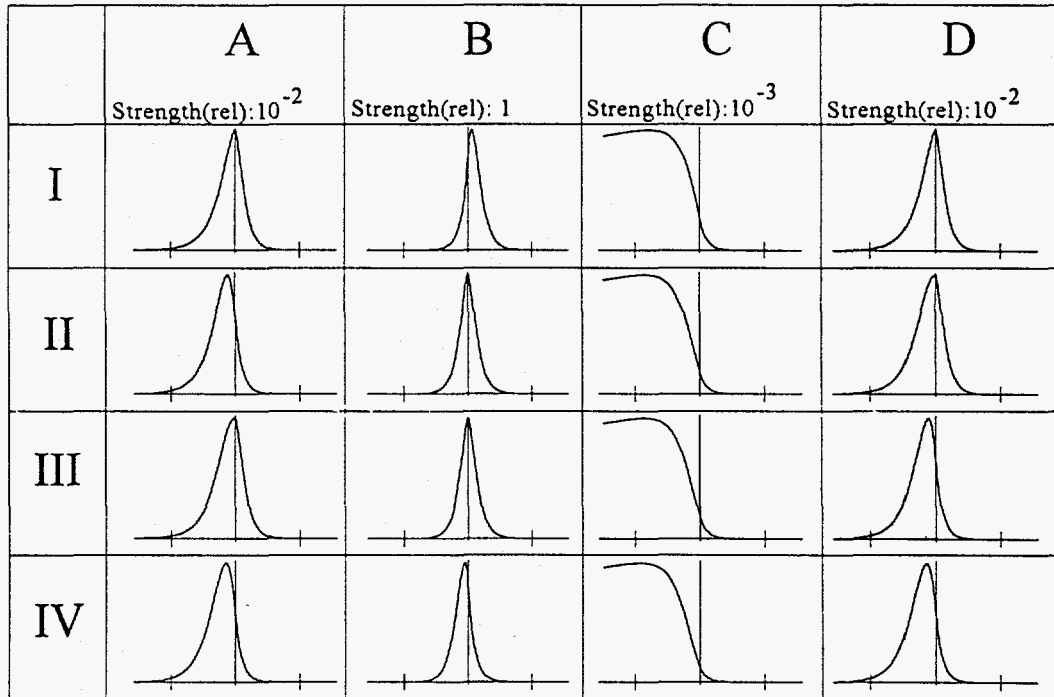 A B C D
Strength(rel):10^-2 Strength(rel): 1 Strength(rel):10^-3 Strength(rel):10^-2
I
II
III
IV